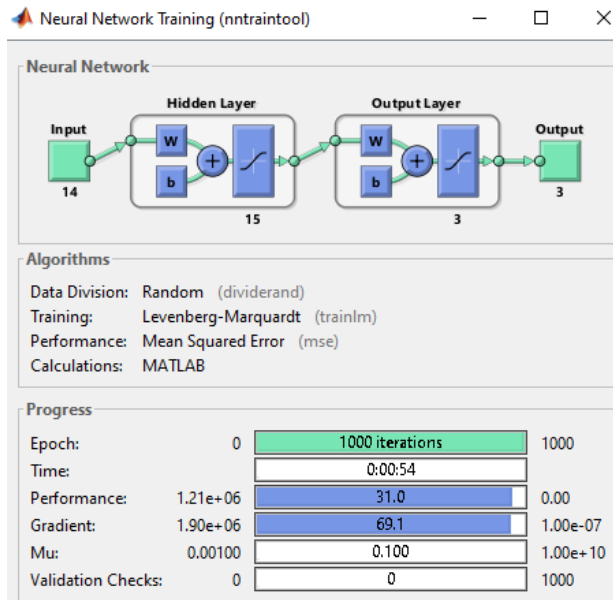 Neural Network Training (nntraintool)
Neural Network
Hidden Layer Output Layer
Input Output
W W
+ +
b b
14 3
15 3
Algorithms
Data Division: Random (dividerand)
Training: Levenberg-Marquardt (trainlm)
Performance: Mean Squared Error (mse)
Calculations: MATLAB
Progress
Epoch: 0 1000 iterations 1000
Time: 0:00:54
Performance: 1.21e+06 31.0 0.00
Gradient: 1.90e+06 69.1 1.00e-07
Mu: 0.00100 0.100 1.00e+10
Validation Checks: 0 0 1000